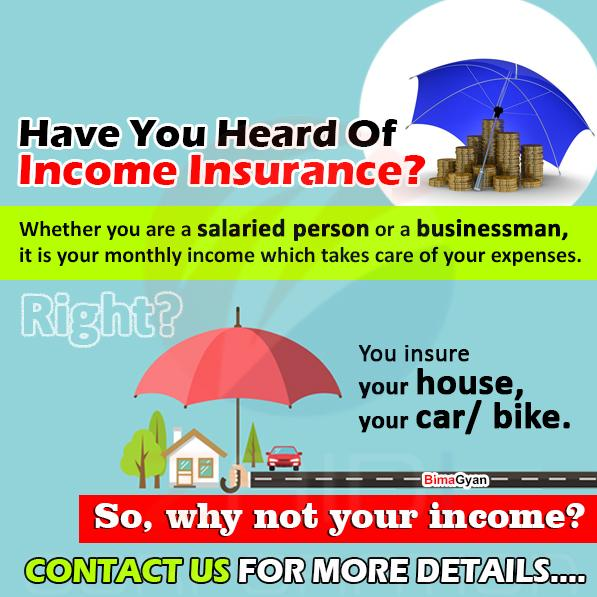 Have You Heard Of
Income Insurance?
Whether you are a salaried person or a businessman,
it is your monthly income which takes care of your expenses.
Right?
You insure
your house,
your car/ bike.
BimaGyan
So, why not your income?
CONTACT US FOR MORE DETAILS....